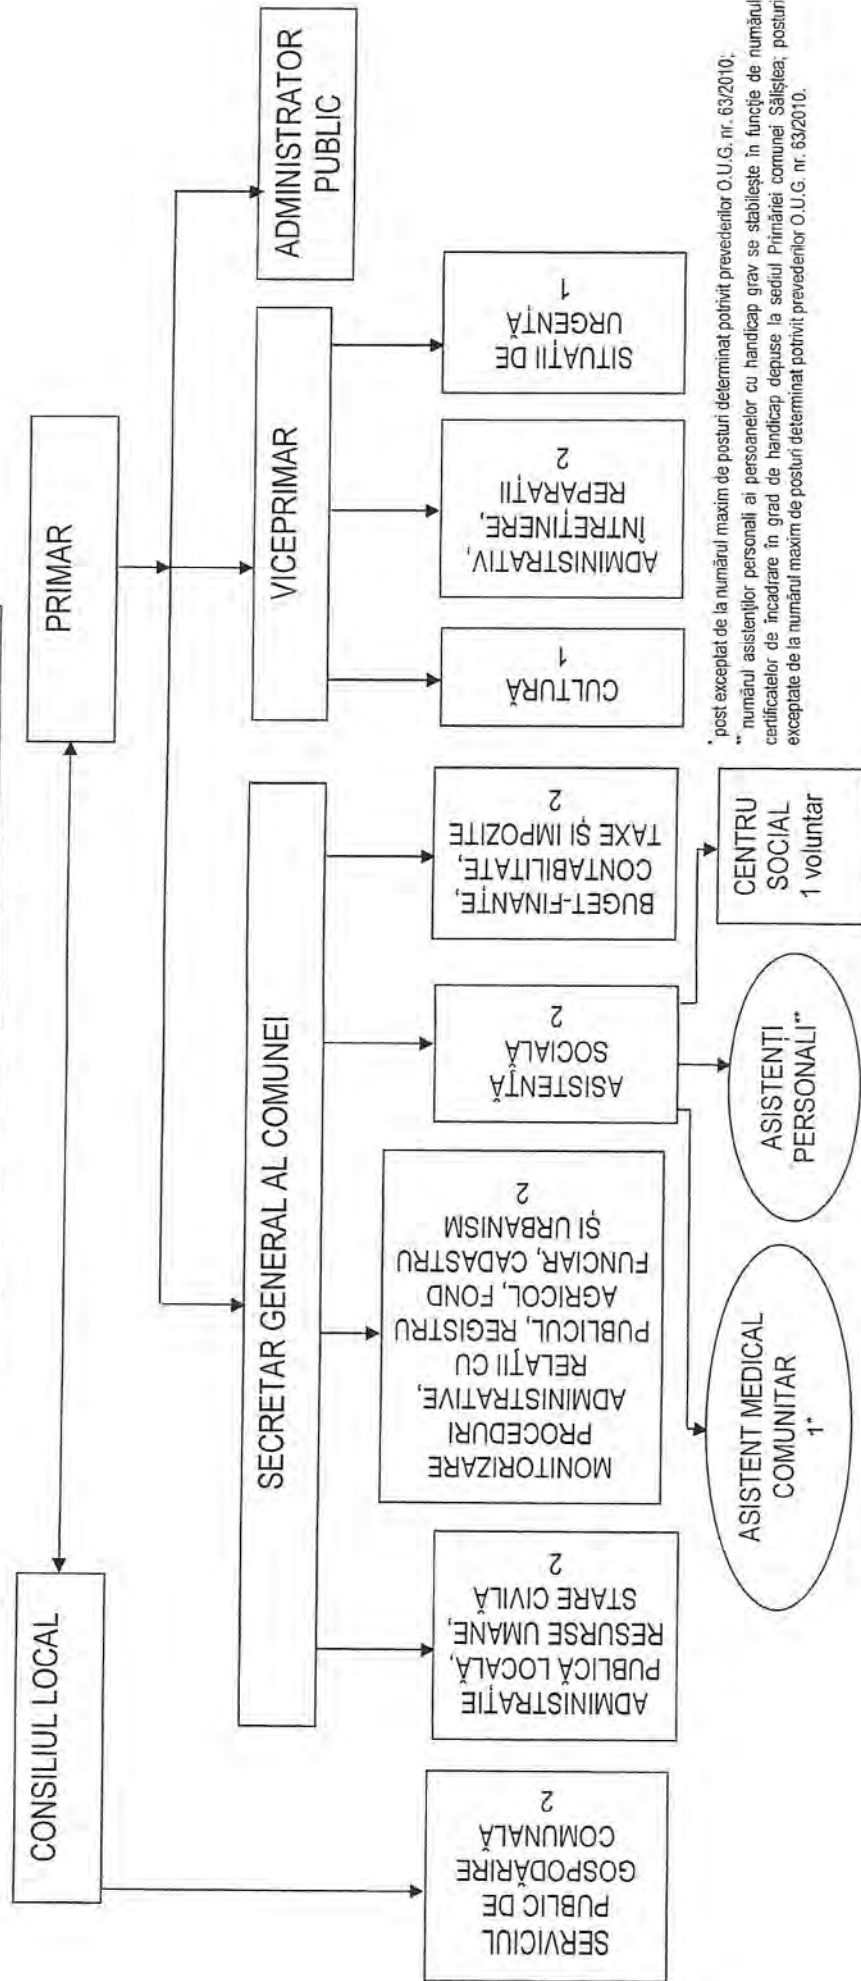 CONSILIUL LOCAL
PRIMAR
SECRETAR GENERAL AL COMUNEI
VICEPRIMAR
ADMINISTRATOR
PUBLIC
SERVICIUL
PUBLIC DE
GOSPODĂRIRE
COMUNALĂ
2
ADMINISTRAȚIE
PUBLICĂ LOCALĂ,
RESURSE UMANE,
STARE CIVILĂ
2
MONITORIZARE
PROCEDURI
ADMINISTRATIVE,
RELAȚII CU
PUBLICUL, REGISTRU
AGRICOL, FOND
FUNCIAR, CADASTRU
ȘI URBANISM
2
ASISTENȚĂ
SOCIALĂ
2
BUGET-FINANȚE,
CONTABILITATE,
TAXE ȘI IMPOZITE
2
CULTURĂ
1
ADMINISTRATIV,
ÎNTREȚINERE,
REPARAȚII
2
SITUAȚII DE
URGENȚĂ
1
ASISTENT MEDICAL
COMUNITAR
1*
ASISTENȚI
PERSONALI**
CENTRU
SOCIAL
1 voluntar
* post exceptat de la numărul maxim de posturi determinat potrivit prevederilor O.U.G. nr. 63/2010;
** numărul asistenților personali ai persoanelor cu handicap grav se stabilește în funcție de numărul
certificatelor de încadrare în grad de handicap depuse la sediul Primăriei comunei Săliștea; posturi
exceptate de la numărul maxim de posturi determinat potrivit prevederilor O.U.G. nr. 63/2010.